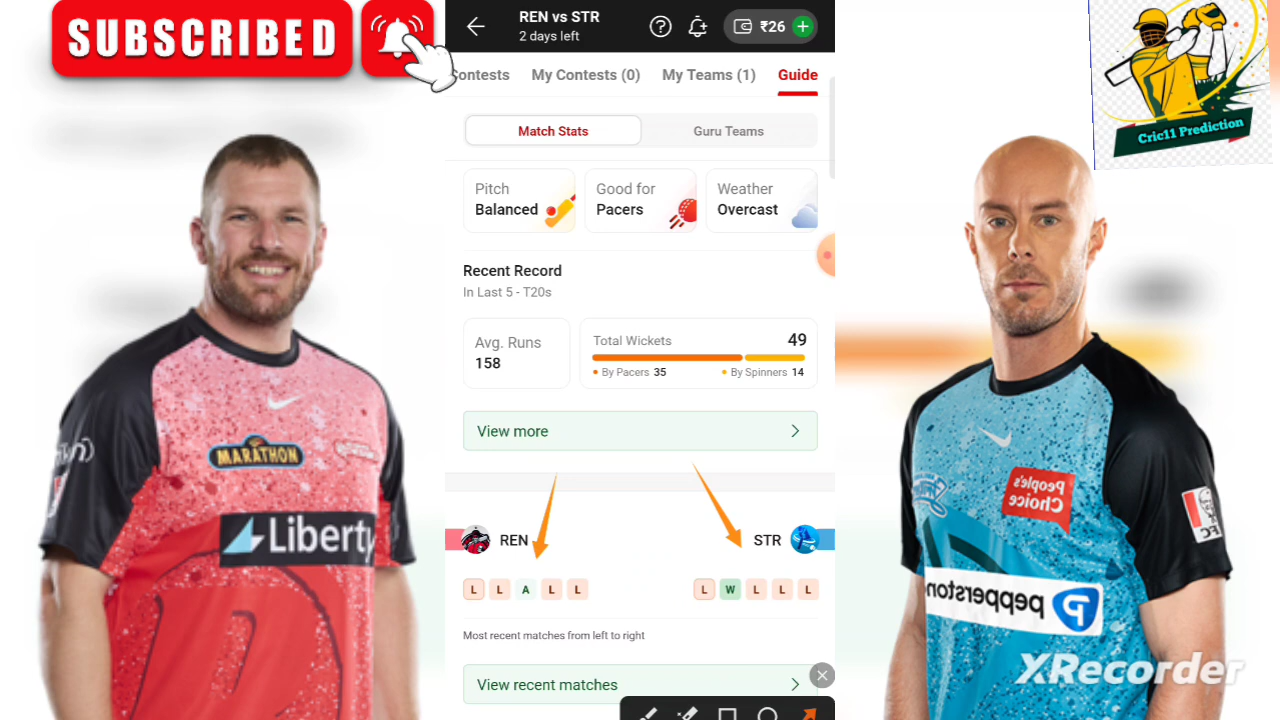 SUBSCRIBED
REN vs STR
2 days left
₹26
Contests
My Contests (0)
My Teams (1)
Guide
Match Stats
Guru Teams
Pitch
Balanced
Good for
Pacers
Weather
Overcast
Recent Record
In Last 5 - T20s
Avg. Runs
158
Total Wickets
49
By Pacers 35
By Spinners 14
View more
REN
STR
L L A L L
L W L L L
Most recent matches from left to right
View recent matches
Cric11 Prediction
MARATHON
Liberty
People's
Choice
KFC
pepperstone
XRecorder